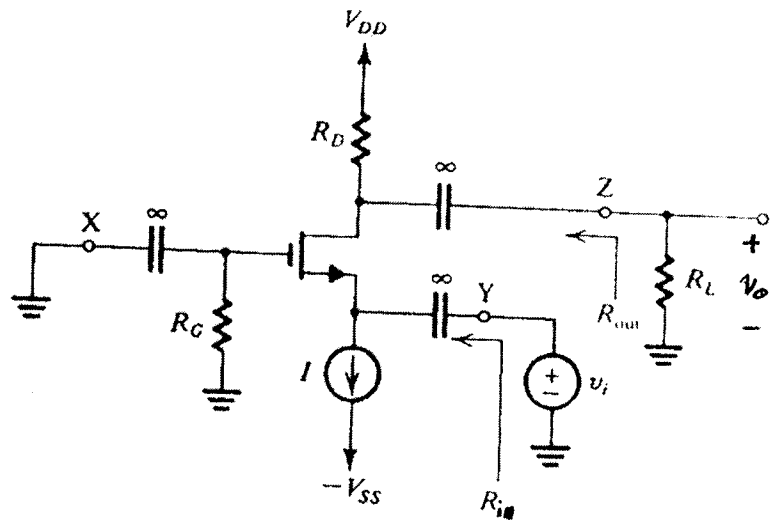 V_DD
R_D
∞
∞
Z
X
∞
Y
+
R_L
v_o
−
R_out
R_G
I
+
−
v_i
−V_SS
R_in